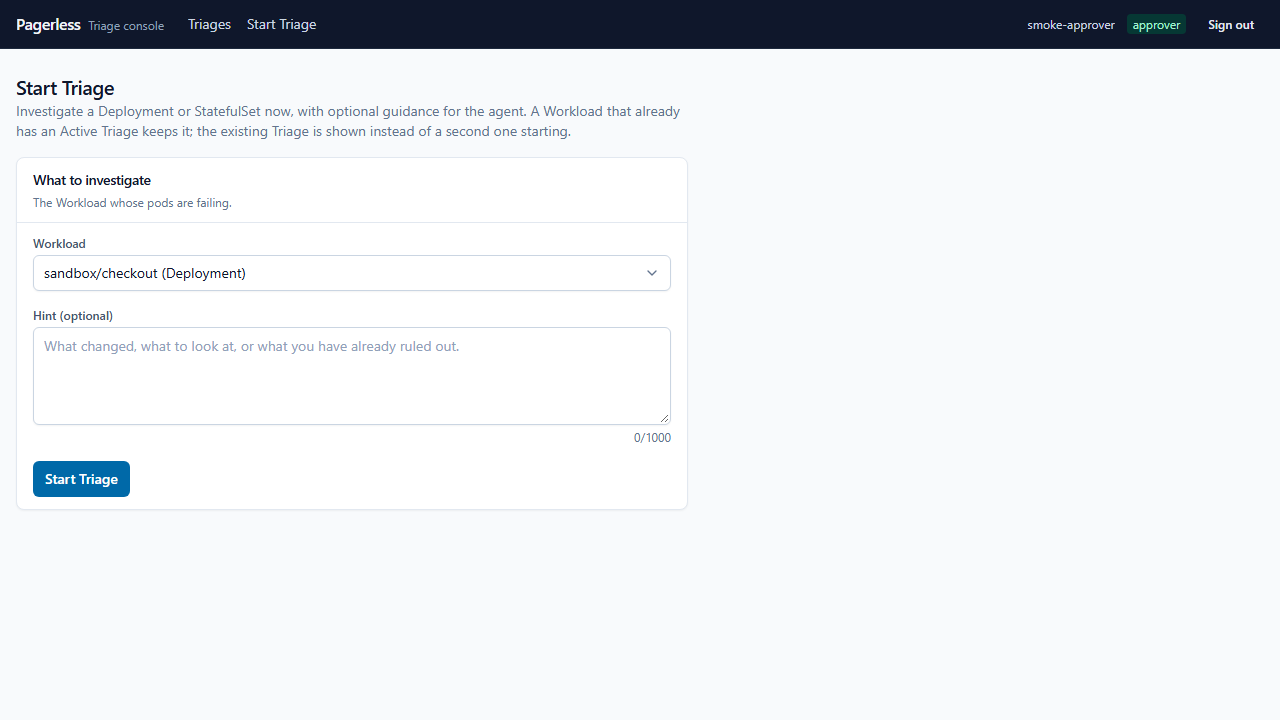 Pagerless Triage console Triages Start Triage smoke-approver approver Sign out
Start Triage
Investigate a Deployment or StatefulSet now, with optional guidance for the agent. A Workload that already
has an Active Triage keeps it; the existing Triage is shown instead of a second one starting.
What to investigate
The Workload whose pods are failing.
Workload
sandbox/checkout (Deployment)
Hint (optional)
What changed, what to look at, or what you have already ruled out.
0/1000
Start Triage